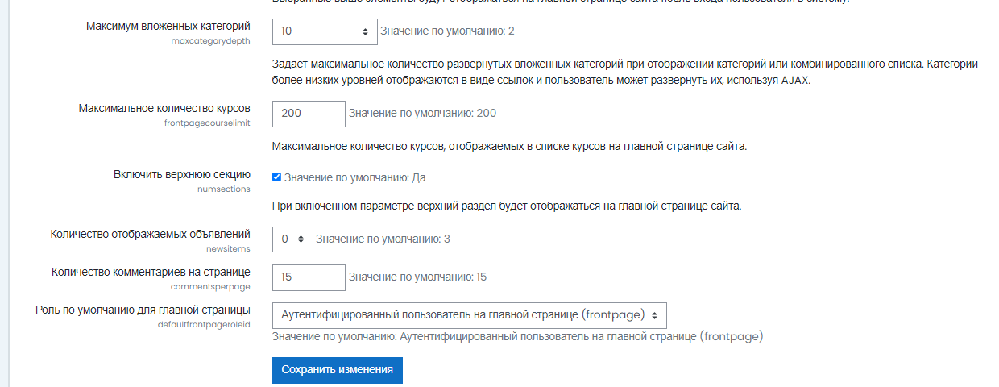 Выбранные выше элементы будут отображаться на главной странице сайта после входа пользователя в систему.
Максимум вложенных категорий
maxcategorydepth
10
Значение по умолчанию: 2
Задает максимальное количество развернутых вложенных категорий при отображении категорий или комбинированного списка. Категории
более низких уровней отображаются в виде ссылок и пользователь может развернуть их, используя AJAX.
Максимальное количество курсов
frontpagecourselimit
200
Значение по умолчанию: 200
Максимальное количество курсов, отображаемых в списке курсов на главной странице сайта.
Включить верхнюю секцию
numsections
Значение по умолчанию: Да
При включенном параметре верхний раздел будет отображаться на главной странице сайта.
Количество отображаемых объявлений
newsitems
0
Значение по умолчанию: 3
Количество комментариев на странице
commentsperpage
15
Значение по умолчанию: 15
Роль по умолчанию для главной страницы
defaultfrontpageroleid
Аутентифицированный пользователь на главной странице (frontpage)
Значение по умолчанию: Аутентифицированный пользователь на главной странице (frontpage)
Сохранить изменения